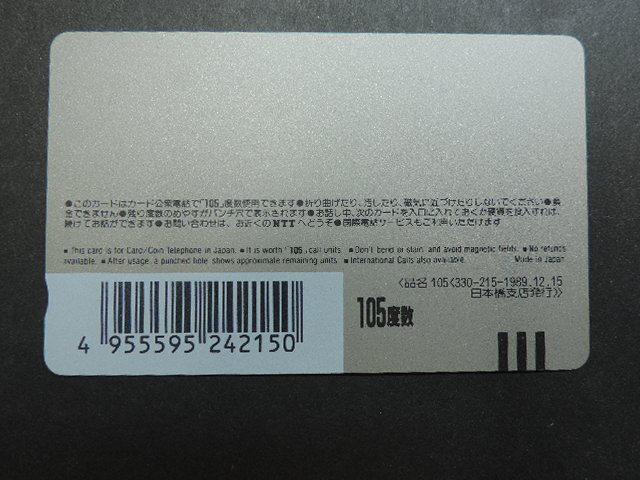 ●このカードはカード公衆電話で「105」度数使用できます●折り曲げたり、汚したり、磁気に近づけたりしないでください●換
金できません●残り度数のめやすがパンチ穴で表示されます●お話し中、次のカードを入口に入れておくか硬貨を投入すれば、
続けてお話ができます●お問い合わせは、お近くのNTTへどうぞ●国際電話サービスもご利用いただけます
■ This card is for Card/Coin Telephone in Japan. ■ It is worth「105」call units. ■ Don't bend or stain, and avoid magnetic fields. ■ No refunds
available. ■ After usage, a punched hole shows approximate remaining units. ■ International Calls also available. Made in Japan
〈品名 105〈330-215-1989.12.15
日本橋支店発行〉〉
105度数
4 955595 242150